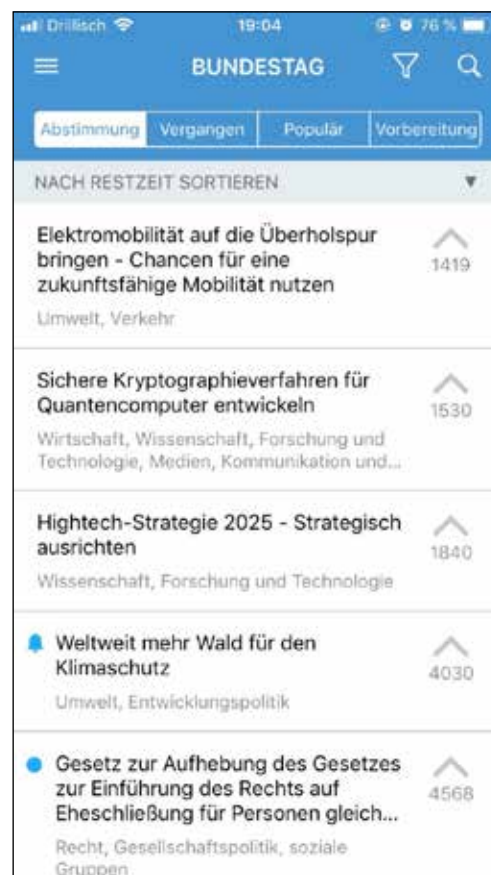 Drillisch 19:04 76 %
BUNDESTAG
Abstimmung Vergangen Populär Vorbereitung
NACH RESTZEIT SORTIEREN
Elektromobilität auf die Überholspur
bringen - Chancen für eine
zukunftsfähige Mobilität nutzen
1419
Umwelt, Verkehr
Sichere Kryptographieverfahren für
Quantencomputer entwickeln
1530
Wirtschaft, Wissenschaft, Forschung und
Technologie, Medien, Kommunikation und...
Hightech-Strategie 2025 - Strategisch
ausrichten
1840
Wissenschaft, Forschung und Technologie
Weltweit mehr Wald für den
Klimaschutz
4030
Umwelt, Entwicklungspolitik
Gesetz zur Aufhebung des Gesetzes
zur Einführung des Rechts auf
Eheschließung für Personen gleich...
4568
Recht, Gesellschaftspolitik, soziale
Gruppen